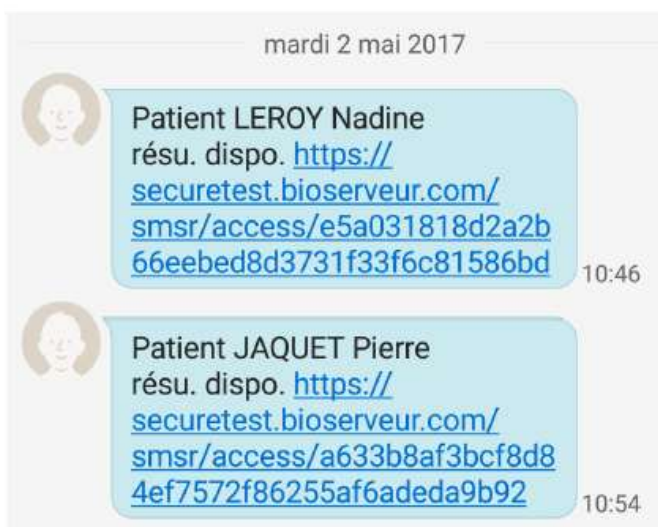 mardi 2 mai 2017
Patient LEROY Nadine
résu. dispo. https://
securetest.bioserveur.com/
smsr/access/e5a031818d2a2b
66eebed8d3731f33f6c81586bd
10:46
Patient JAQUET Pierre
résu. dispo. https://
securetest.bioserveur.com/
smsr/access/a633b8af3bcf8d8
4ef7572f86255af6adeda9b92
10:54